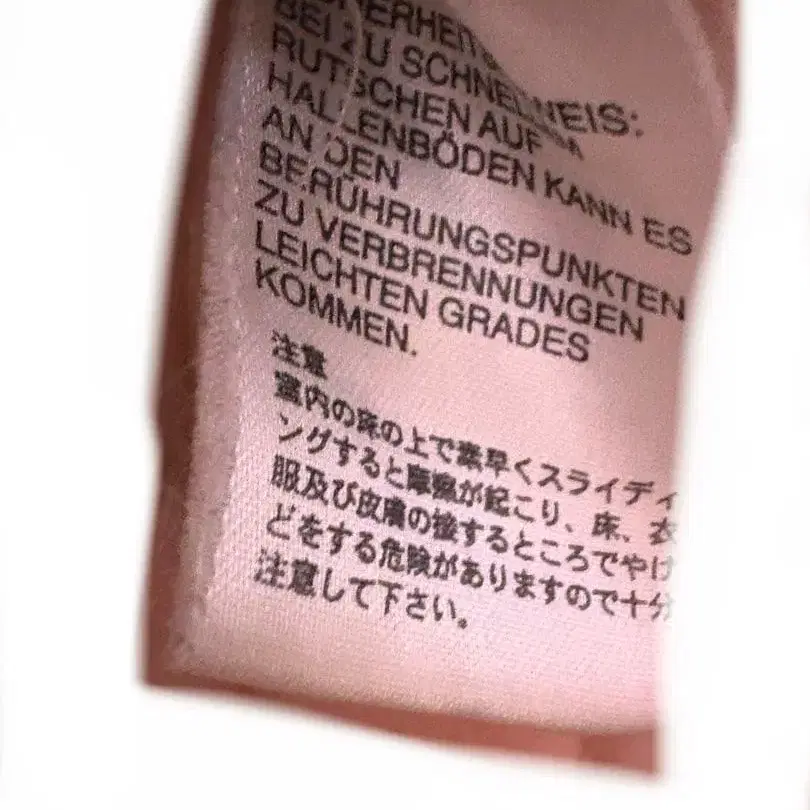 SICHERHEITSHINWEIS:
BEI ZU SCHNELLEM
RUTSCHEN AUF
HALLENBÖDEN KANN ES
AN DEN
BERÜHRUNGSPUNKTEN
ZU VERBRENNUNGEN
LEICHTEN GRADES
KOMMEN.
注意
室内の床の上で素早くスライディ
ングすると摩擦が起こり、床、衣
服及び皮膚の接するところでやけ
どをする危険がありますので十分
注意して下さい。